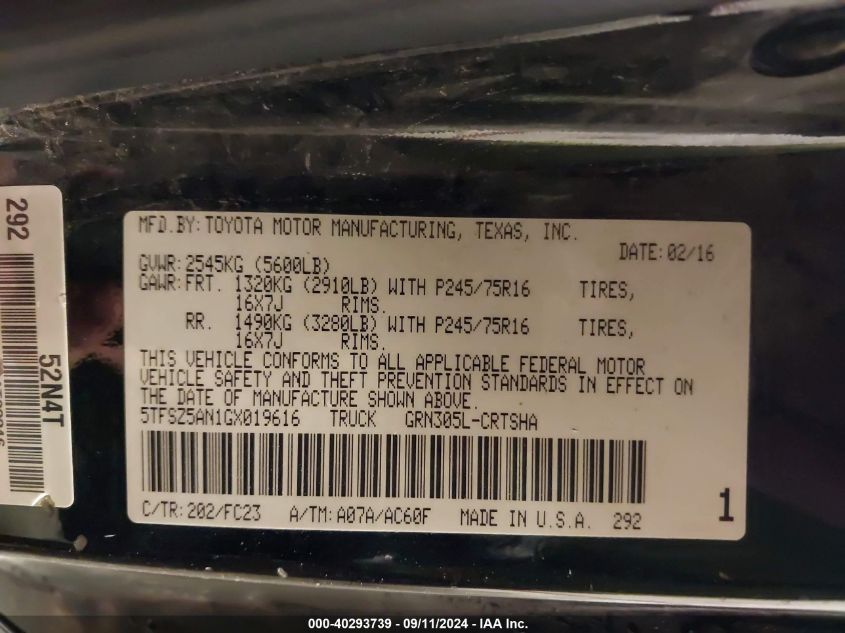 292
52N4T
MFD.BY:TOYOTA MOTOR MANUFACTURING, TEXAS, INC.
DATE:02/16
GVWR:2545KG (5600LB)
GAWR:FRT. 1320KG (2910LB) WITH P245/75R16 TIRES,
16X7J RIMS.
RR. 1490KG (3280LB) WITH P245/75R16 TIRES,
16X7J RIMS.
THIS VEHICLE CONFORMS TO ALL APPLICABLE FEDERAL MOTOR
VEHICLE SAFETY AND THEFT PREVENTION STANDARDS IN EFFECT ON
THE DATE OF MANUFACTURE SHOWN ABOVE.
5TFSZ5AN1GX019616 TRUCK GRN305L-CRTSHA
C/TR:202/FC23 A/TM:A07A/AC60F MADE IN U.S.A. 292
1
000-40293739 - 09/11/2024 - IAA Inc.